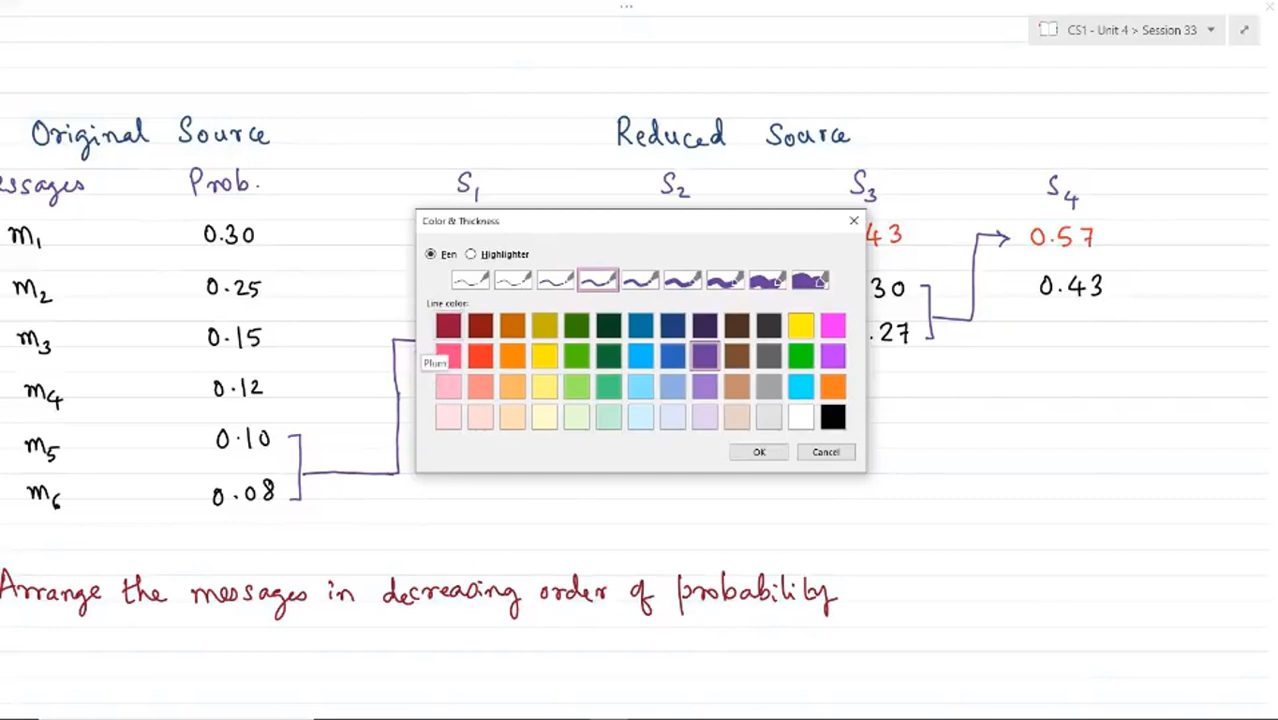 CS1 - Unit 4 > Session 33
Original Source Reduced Source
essages Prob. S1 S2 S3 S4
m1 0.30 43 0.57
m2 0.25 30 0.43
m3 0.15 .27
m4 0.12
m5 0.10
m6 0.08
Color & Thickness
Pen Highlighter
Line color:
Plum
OK Cancel
Arrange the messages in decreasing order of probability